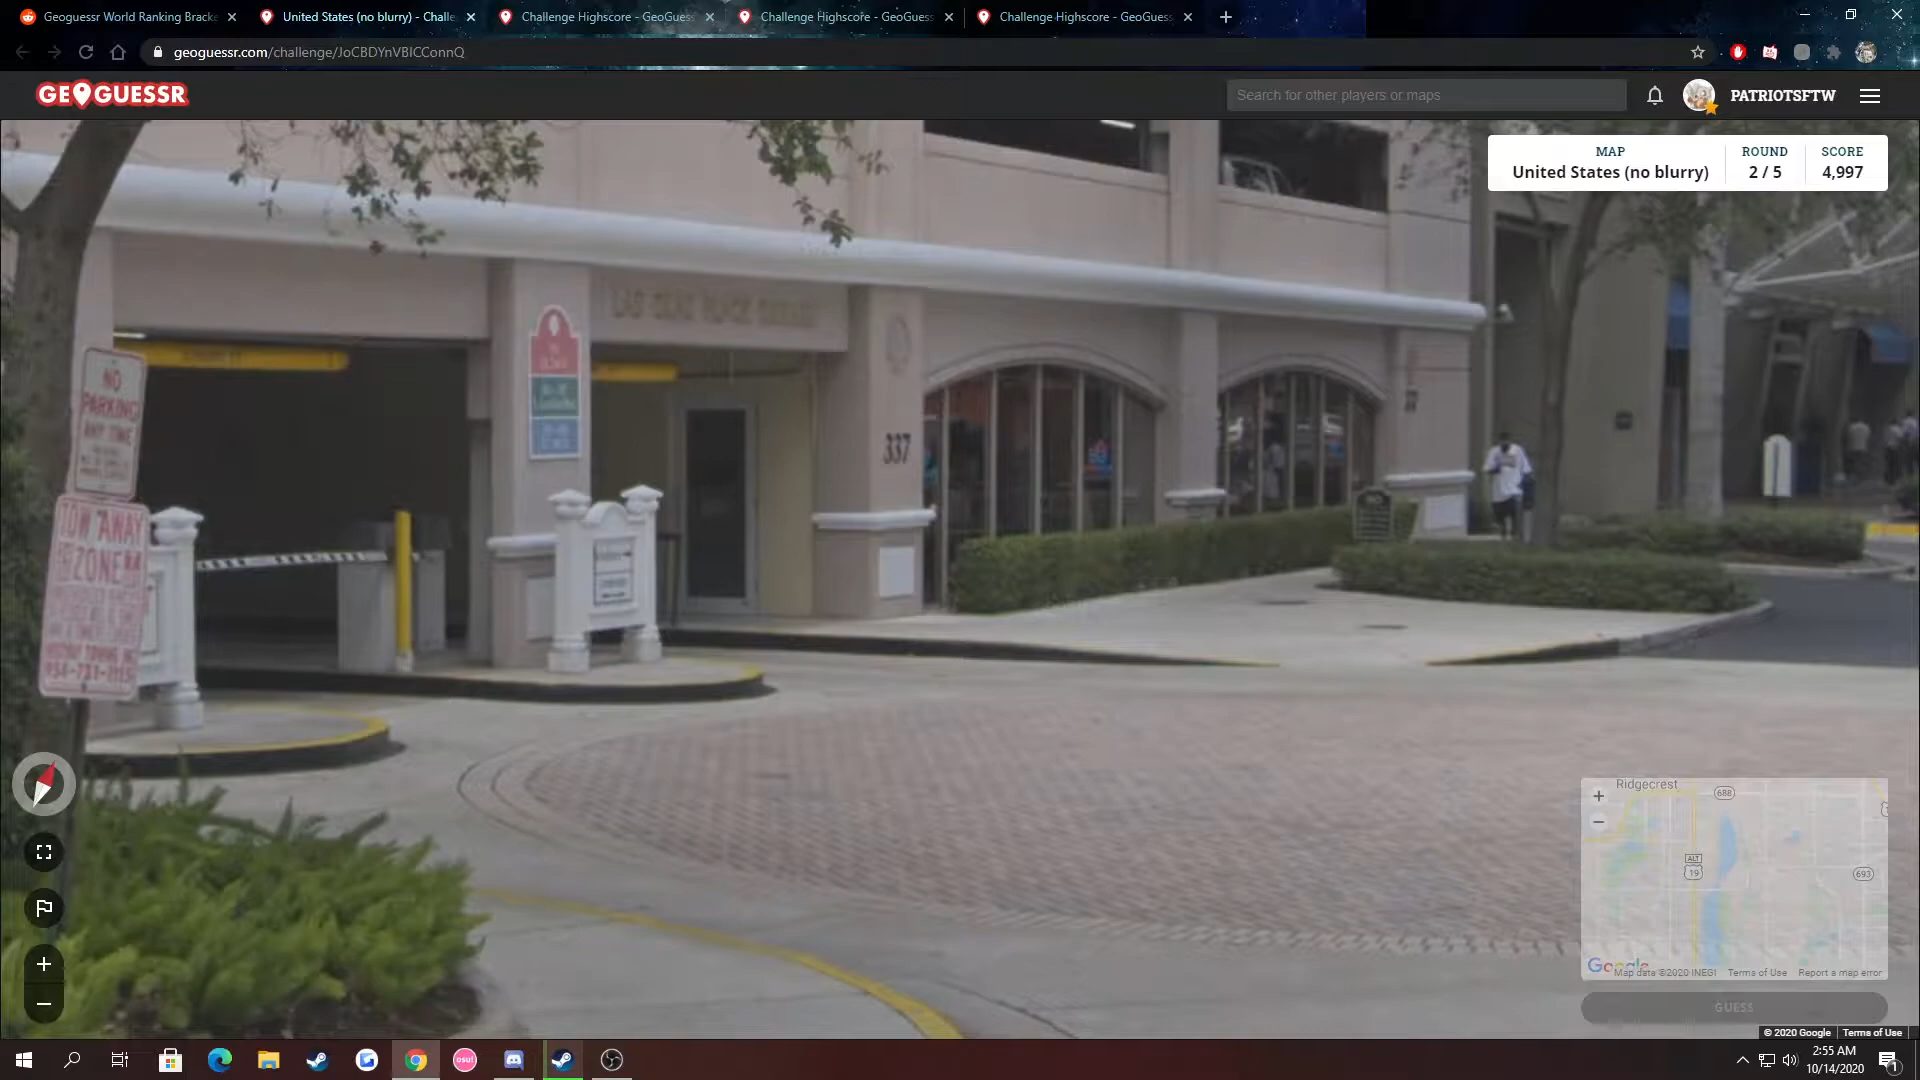 Geoguessr World Ranking Bracke
United States (no blurry) - Challe
Challenge Highscore - GeoGuess
Challenge Highscore - GeoGuess
Challenge Highscore - GeoGuess
geoguessr.com/challenge/JoCBDYnVBlCConnQ
GEOGUESSR
Search for other players or maps
PATRIOTSFTW
MAP
United States (no blurry)
ROUND
2 / 5
SCORE
4,997
NO
PARKING
ANY TIME
TOW AWAY
ZONE
337
Ridgecrest
688
ALT
19
693
Google
Map data ©2020 INEGI
Terms of Use
Report a map error
GUESS
© 2020 Google
Terms of Use
osu!
2:55 AM
10/14/2020
1